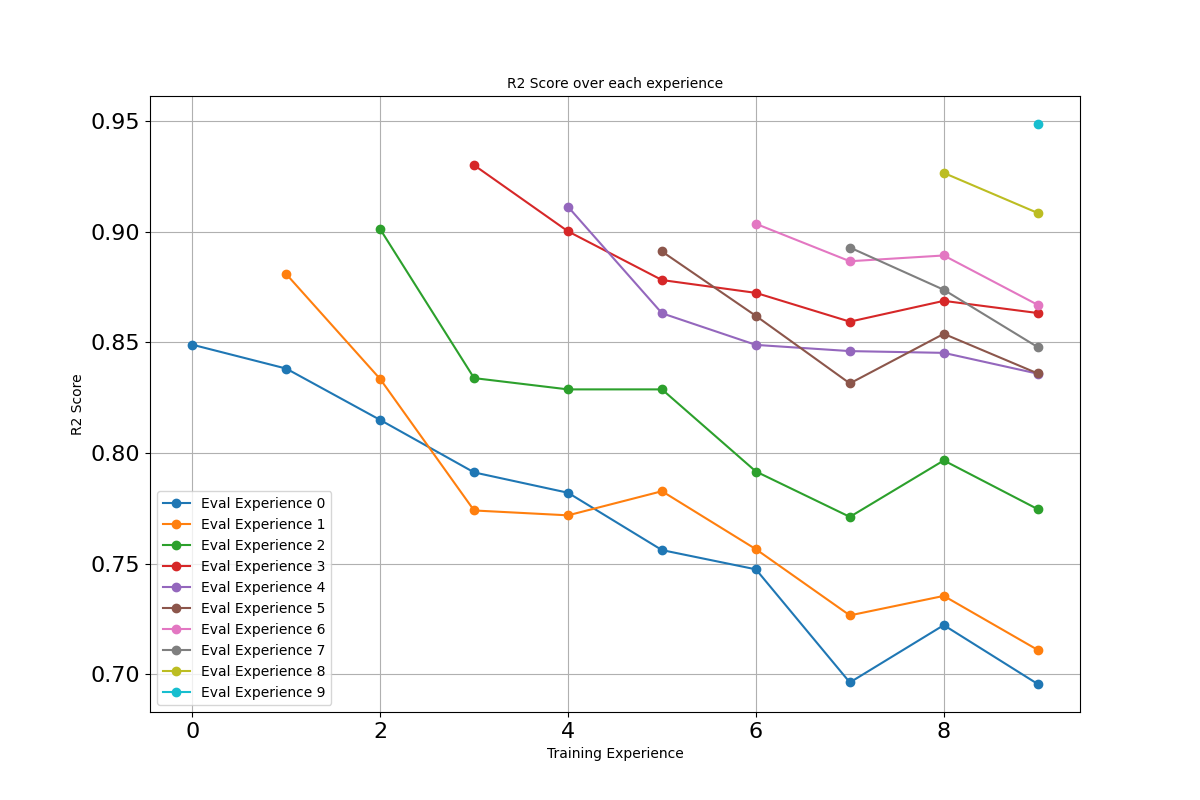 R2 Score over each experience
0.95
0.90
0.85
0.80
0.75
0.70
R2 Score
Eval Experience 0
Eval Experience 1
Eval Experience 2
Eval Experience 3
Eval Experience 4
Eval Experience 5
Eval Experience 6
Eval Experience 7
Eval Experience 8
Eval Experience 9
0 2 4 6 8
Training Experience